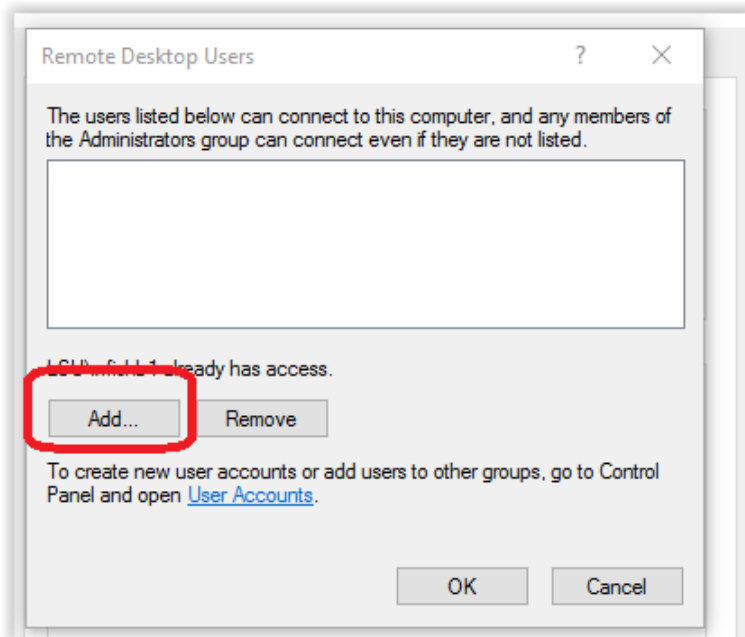 Remote Desktop Users
The users listed below can connect to this computer, and any members of
the Administrators group can connect even if they are not listed.
already has access.
Add...
Remove
To create new user accounts or add users to other groups, go to Control
Panel and open User Accounts.
OK
Cancel